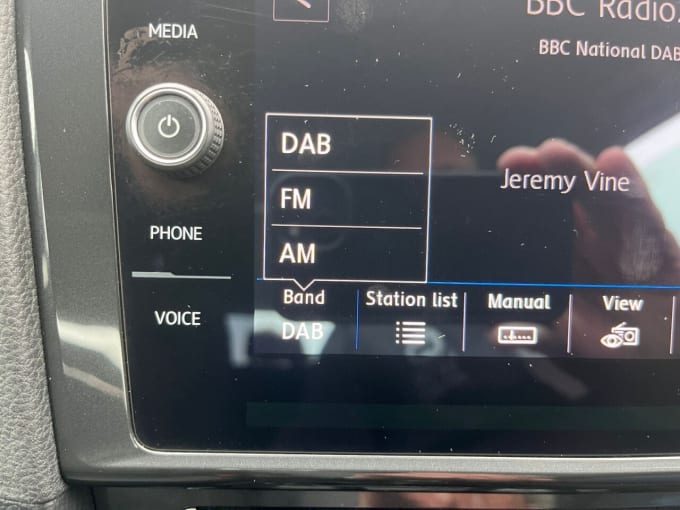 MEDIA
PHONE
VOICE
BBC Radio
BBC National DAB
Jeremy Vine
DAB
FM
AM
Band
DAB
Station list
Manual
View